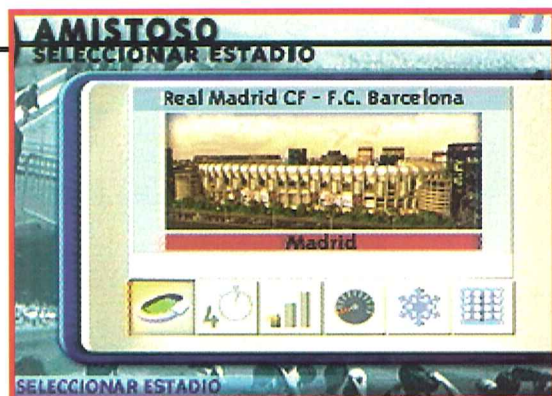 AMISTOSO
SELECCIONAR ESTADIO
Real Madrid CF - F.C. Barcelona
Madrid
4
SELECCIONAR ESTADIO